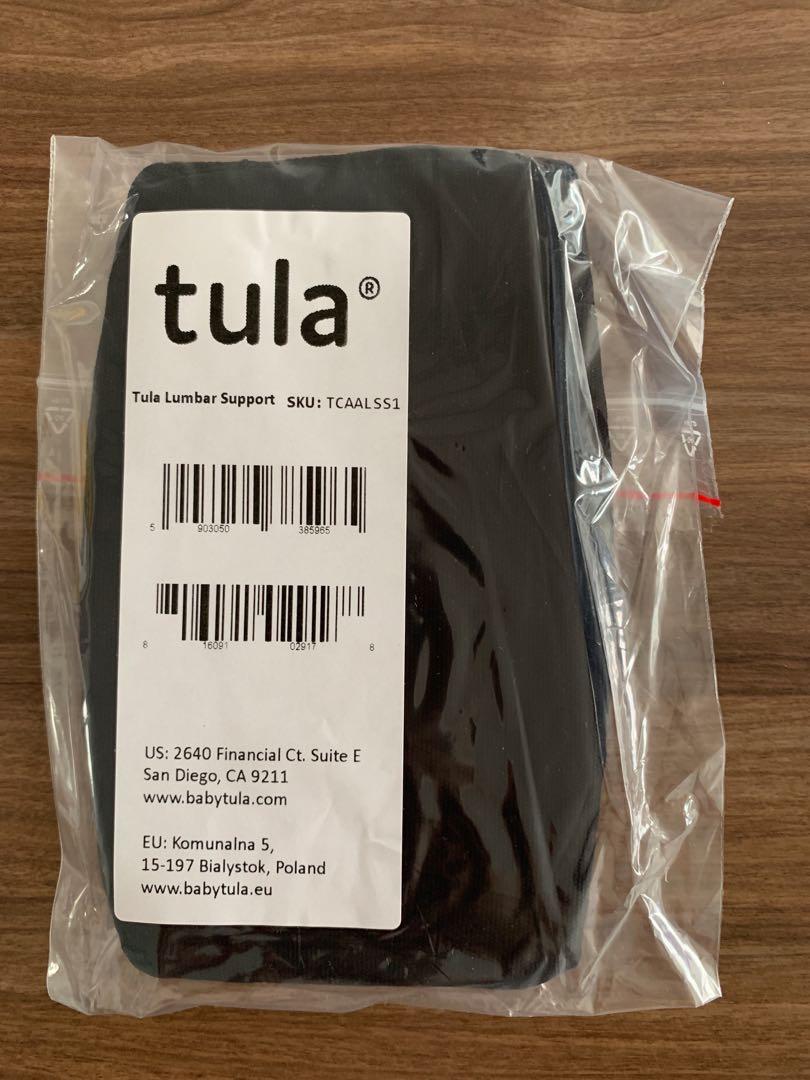 tula®
Tula Lumbar Support SKU: TCAALSS1
5 903050 385965
8 16091 02917 8
US: 2640 Financial Ct. Suite E
San Diego, CA 9211
www.babytula.com
EU: Komunalna 5,
15-197 Bialystok, Poland
www.babytula.eu